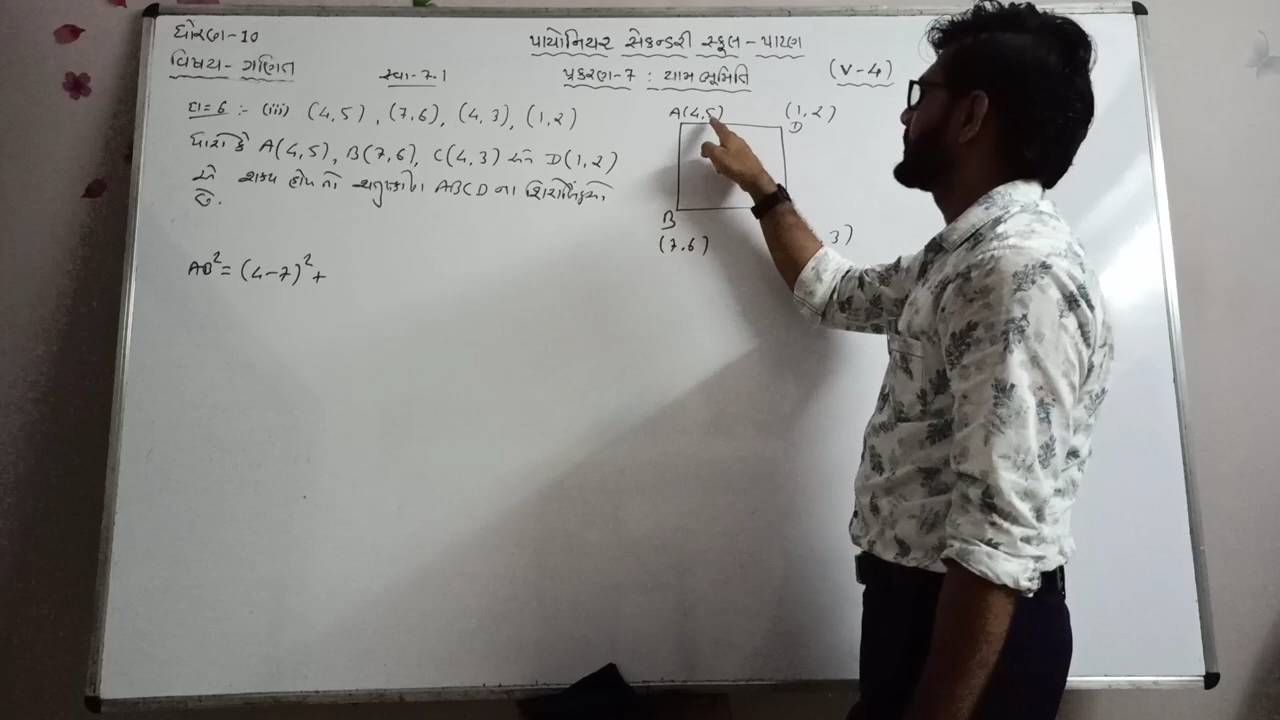 ધોરણ-10
પાયોનિયર સેકન્ડરી સ્કૂલ - પાટણ
વિષય - ગણિત
સ્વા - 7.1
પ્રકરણ-7 : યામ ભૂમિતિ
(V-4)
દા=6 :- (iii) (4,5), (7,6), (4,3), (1,2)
ધારો કે A(4,5), B(7,6), C(4,3) અને D(1,2)
એ શક્ય હોય તો ચતુષ્કોણ ABCD ના શિરોબિંદુઓ
છે.
A(4,5)
(1,2)
D
B
(7,6)
3)
AB² = (4-7)² +